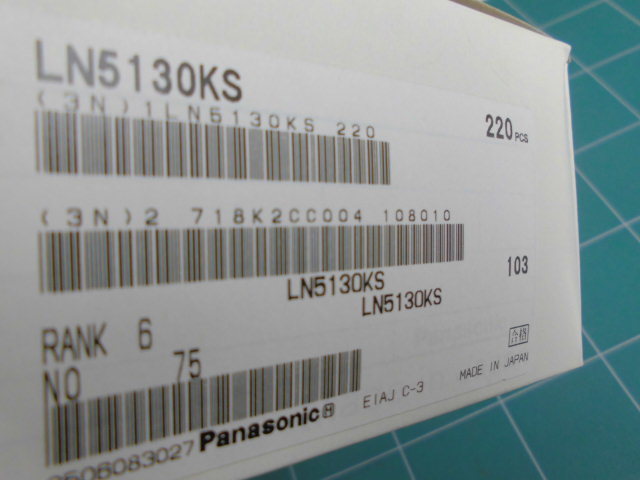 LN5130KS
(3N)1LN5130KS 220
220 PCS
(3N)2 718K2CC004 108010
LN5130KS
LN5130KS
103
RANK 6
NO 75
合格
EIAJ C-3
MADE IN JAPAN
Panasonic